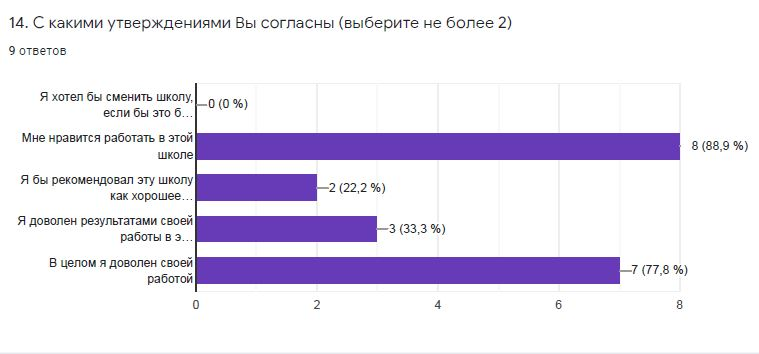 14. С какими утверждениями Вы согласны (выберите не более 2)
9 ответов
Я хотел бы сменить школу,
если бы это б…
0 (0 %)
Мне нравится работать в этой
школе
8 (88,9 %)
Я бы рекомендовал эту школу
как хорошее…
2 (22,2 %)
Я доволен результатами своей
работы в э…
3 (33,3 %)
В целом я доволен своей
работой
7 (77,8 %)
0 2 4 6 8